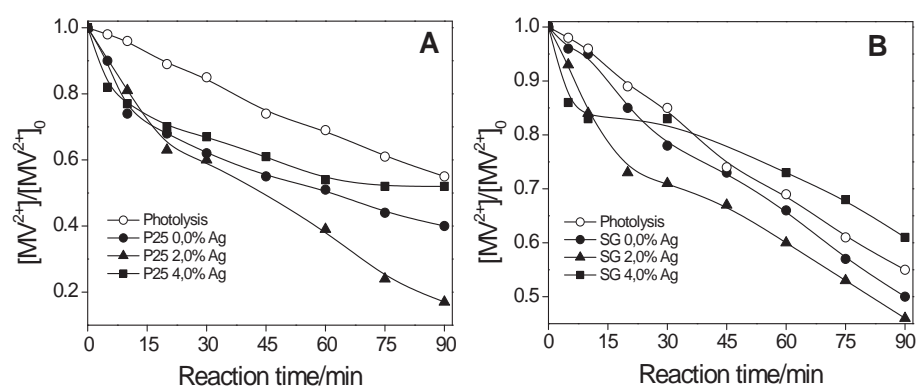 A
[MV²⁺]/[MV²⁺]₀
1.0
0.8
0.6
0.4
0.2
Photolysis
P25 0,0% Ag
P25 2,0% Ag
P25 4,0% Ag
0 15 30 45 60 75 90
Reaction time/min
B
[MV²⁺]/[MV²⁺]₀
1.0
0.9
0.8
0.7
0.6
0.5
Photolysis
SG 0,0% Ag
SG 2,0% Ag
SG 4,0% Ag
0 15 30 45 60 75 90
Reaction time/min